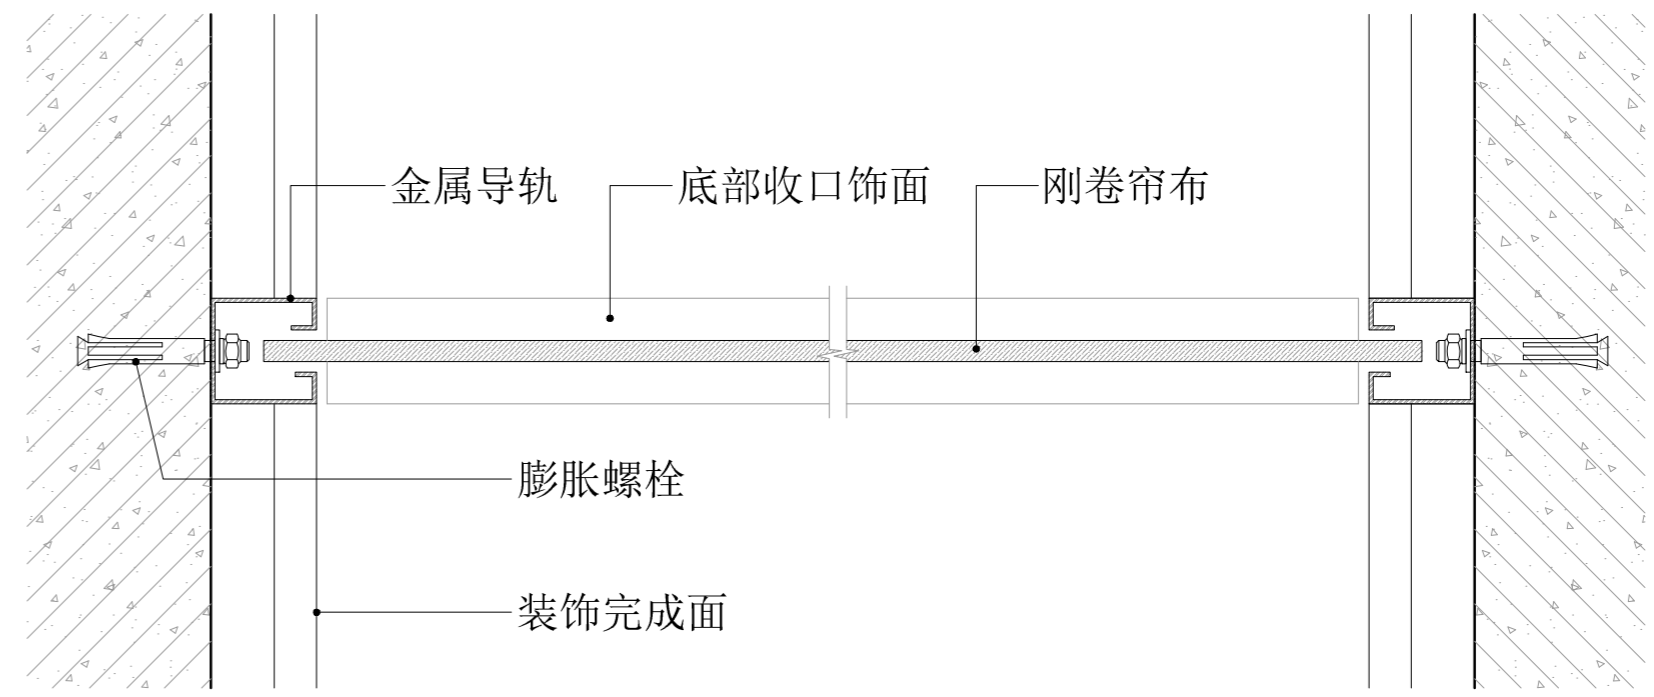 金属导轨
底部收口饰面
刚卷帘布
膨胀螺栓
装饰完成面